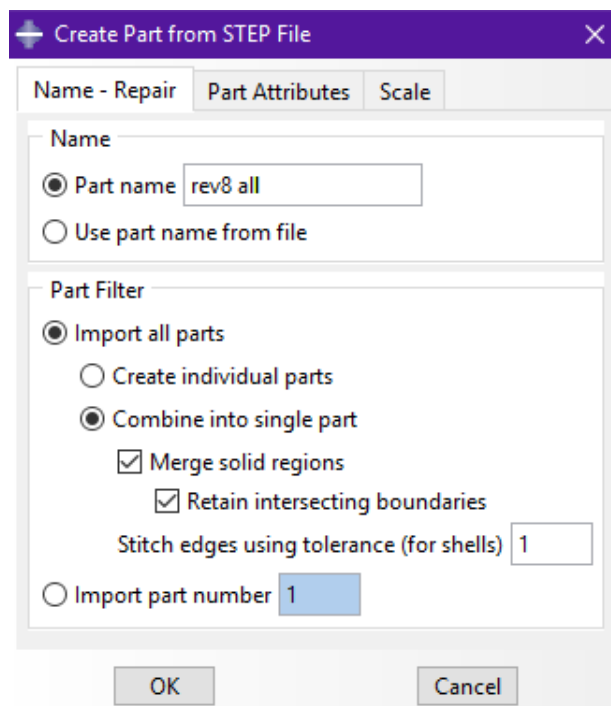 Create Part from STEP File
Name - Repair Part Attributes Scale
Name
Part name rev8 all
Use part name from file
Part Filter
Import all parts
Create individual parts
Combine into single part
Merge solid regions
Retain intersecting boundaries
Stitch edges using tolerance (for shells) 1
Import part number 1
OK Cancel